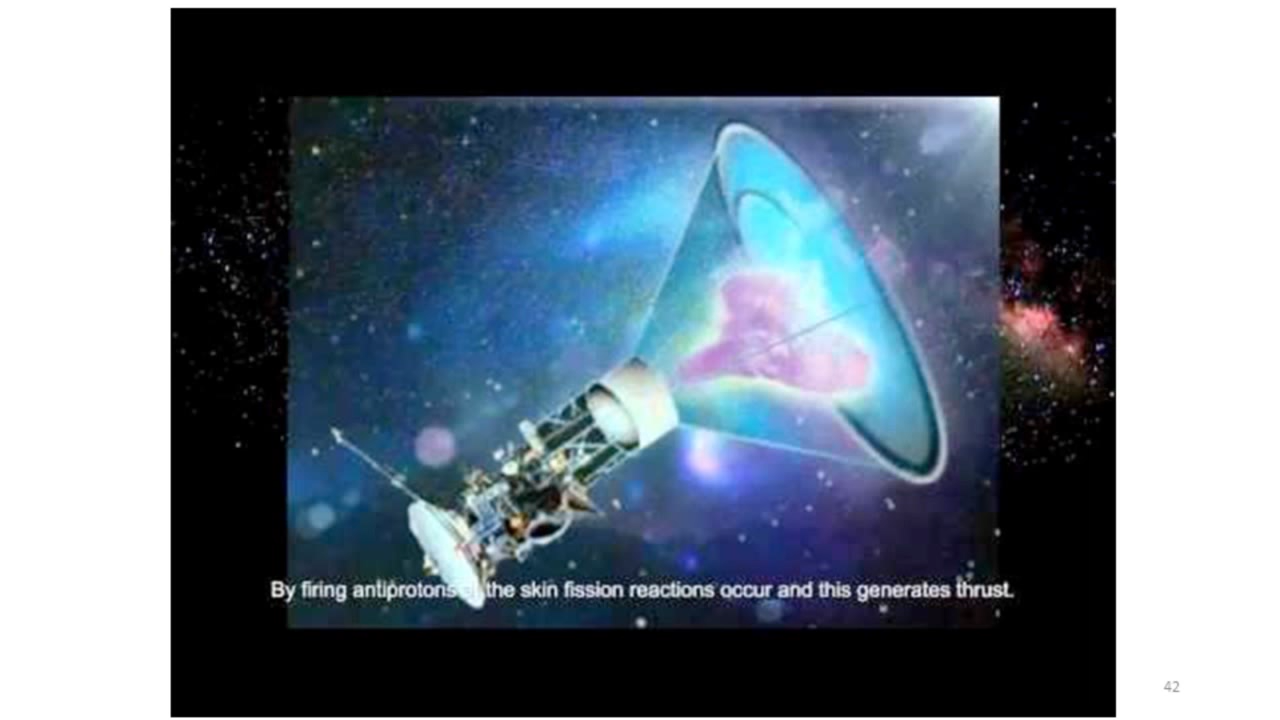 By firing antiprotons the skin fission reactions occur and this generates thrust.
42